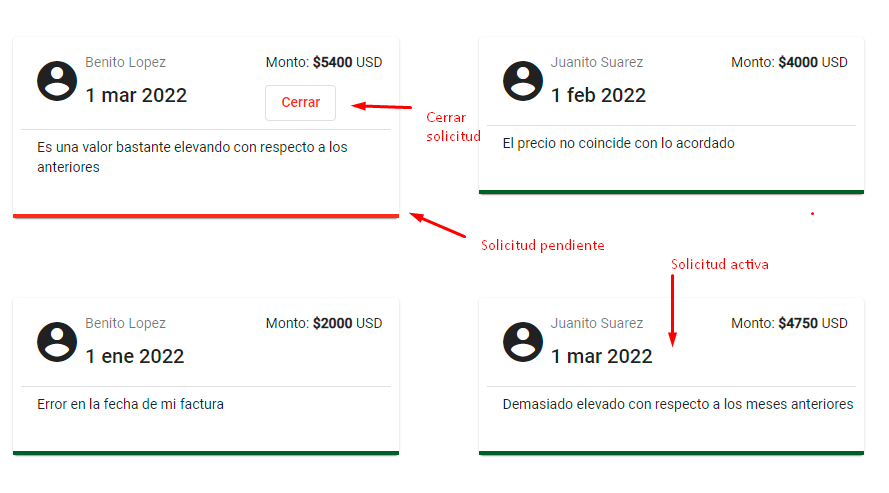 Benito Lopez
Monto: $5400 USD
1 mar 2022
Cerrar
Es una valor bastante elevando con respecto a los
anteriores
Cerrar
solicitud
Juanito Suarez
Monto: $4000 USD
1 feb 2022
El precio no coincide con lo acordado
Solicitud pendiente
Solicitud activa
Benito Lopez
Monto: $2000 USD
1 ene 2022
Error en la fecha de mi factura
Juanito Suarez
Monto: $4750 USD
1 mar 2022
Demasiado elevado con respecto a los meses anteriores